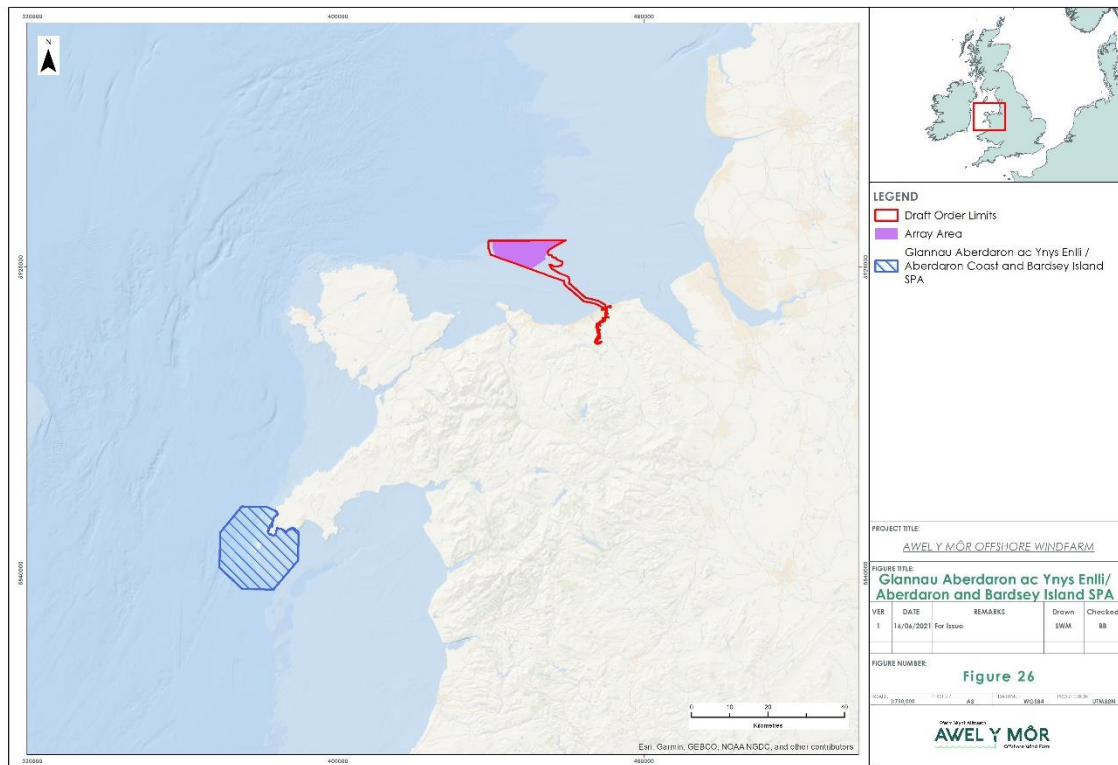 320000
400000
480000
N
LEGEND
Draft Order Limits
Array Area
Glannau Aberdaron ac Ynys Enlli /
Aberdaron Coast and Bardsey Island
SPA
PROJECT TITLE:
AWEL Y MÔR OFFSHORE WINDFARM
FIGURE TITLE:
Glannau Aberdaron ac Ynys Enlli/
Aberdaron and Bardsey Island SPA
VER DATE REMARKS Drawn Checked
1 16/06/2021 For Issue SWM BB
FIGURE NUMBER:
Figure 26
A3 WGS84
AWEL Y MÔR
Offshore Wind Farm
0 10 20 40
Kilometres
Esri, Garmin, GEBCO, NOAA NGDC, and other contributors
320000
400000
480000